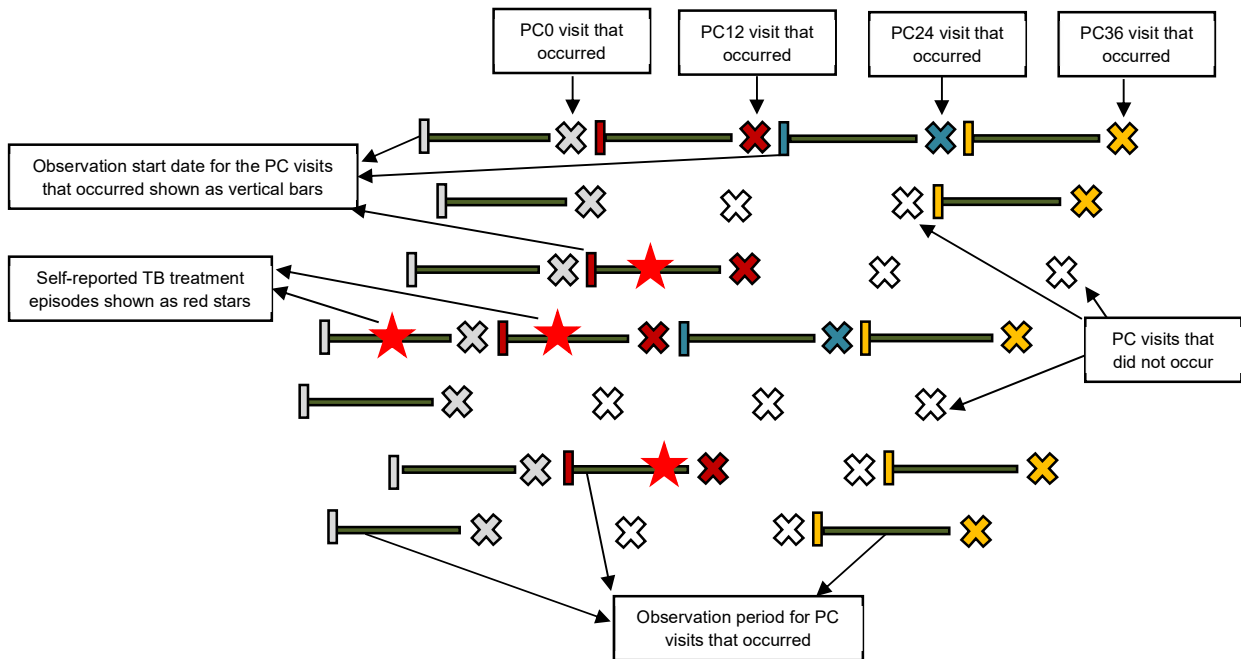 PC0 visit that
occurred
PC12 visit that
occurred
PC24 visit that
occurred
PC36 visit that
occurred
Observation start date for the PC visits
that occurred shown as vertical bars
Self-reported TB treatment
episodes shown as red stars
PC visits that
did not occur
Observation period for PC
visits that occurred